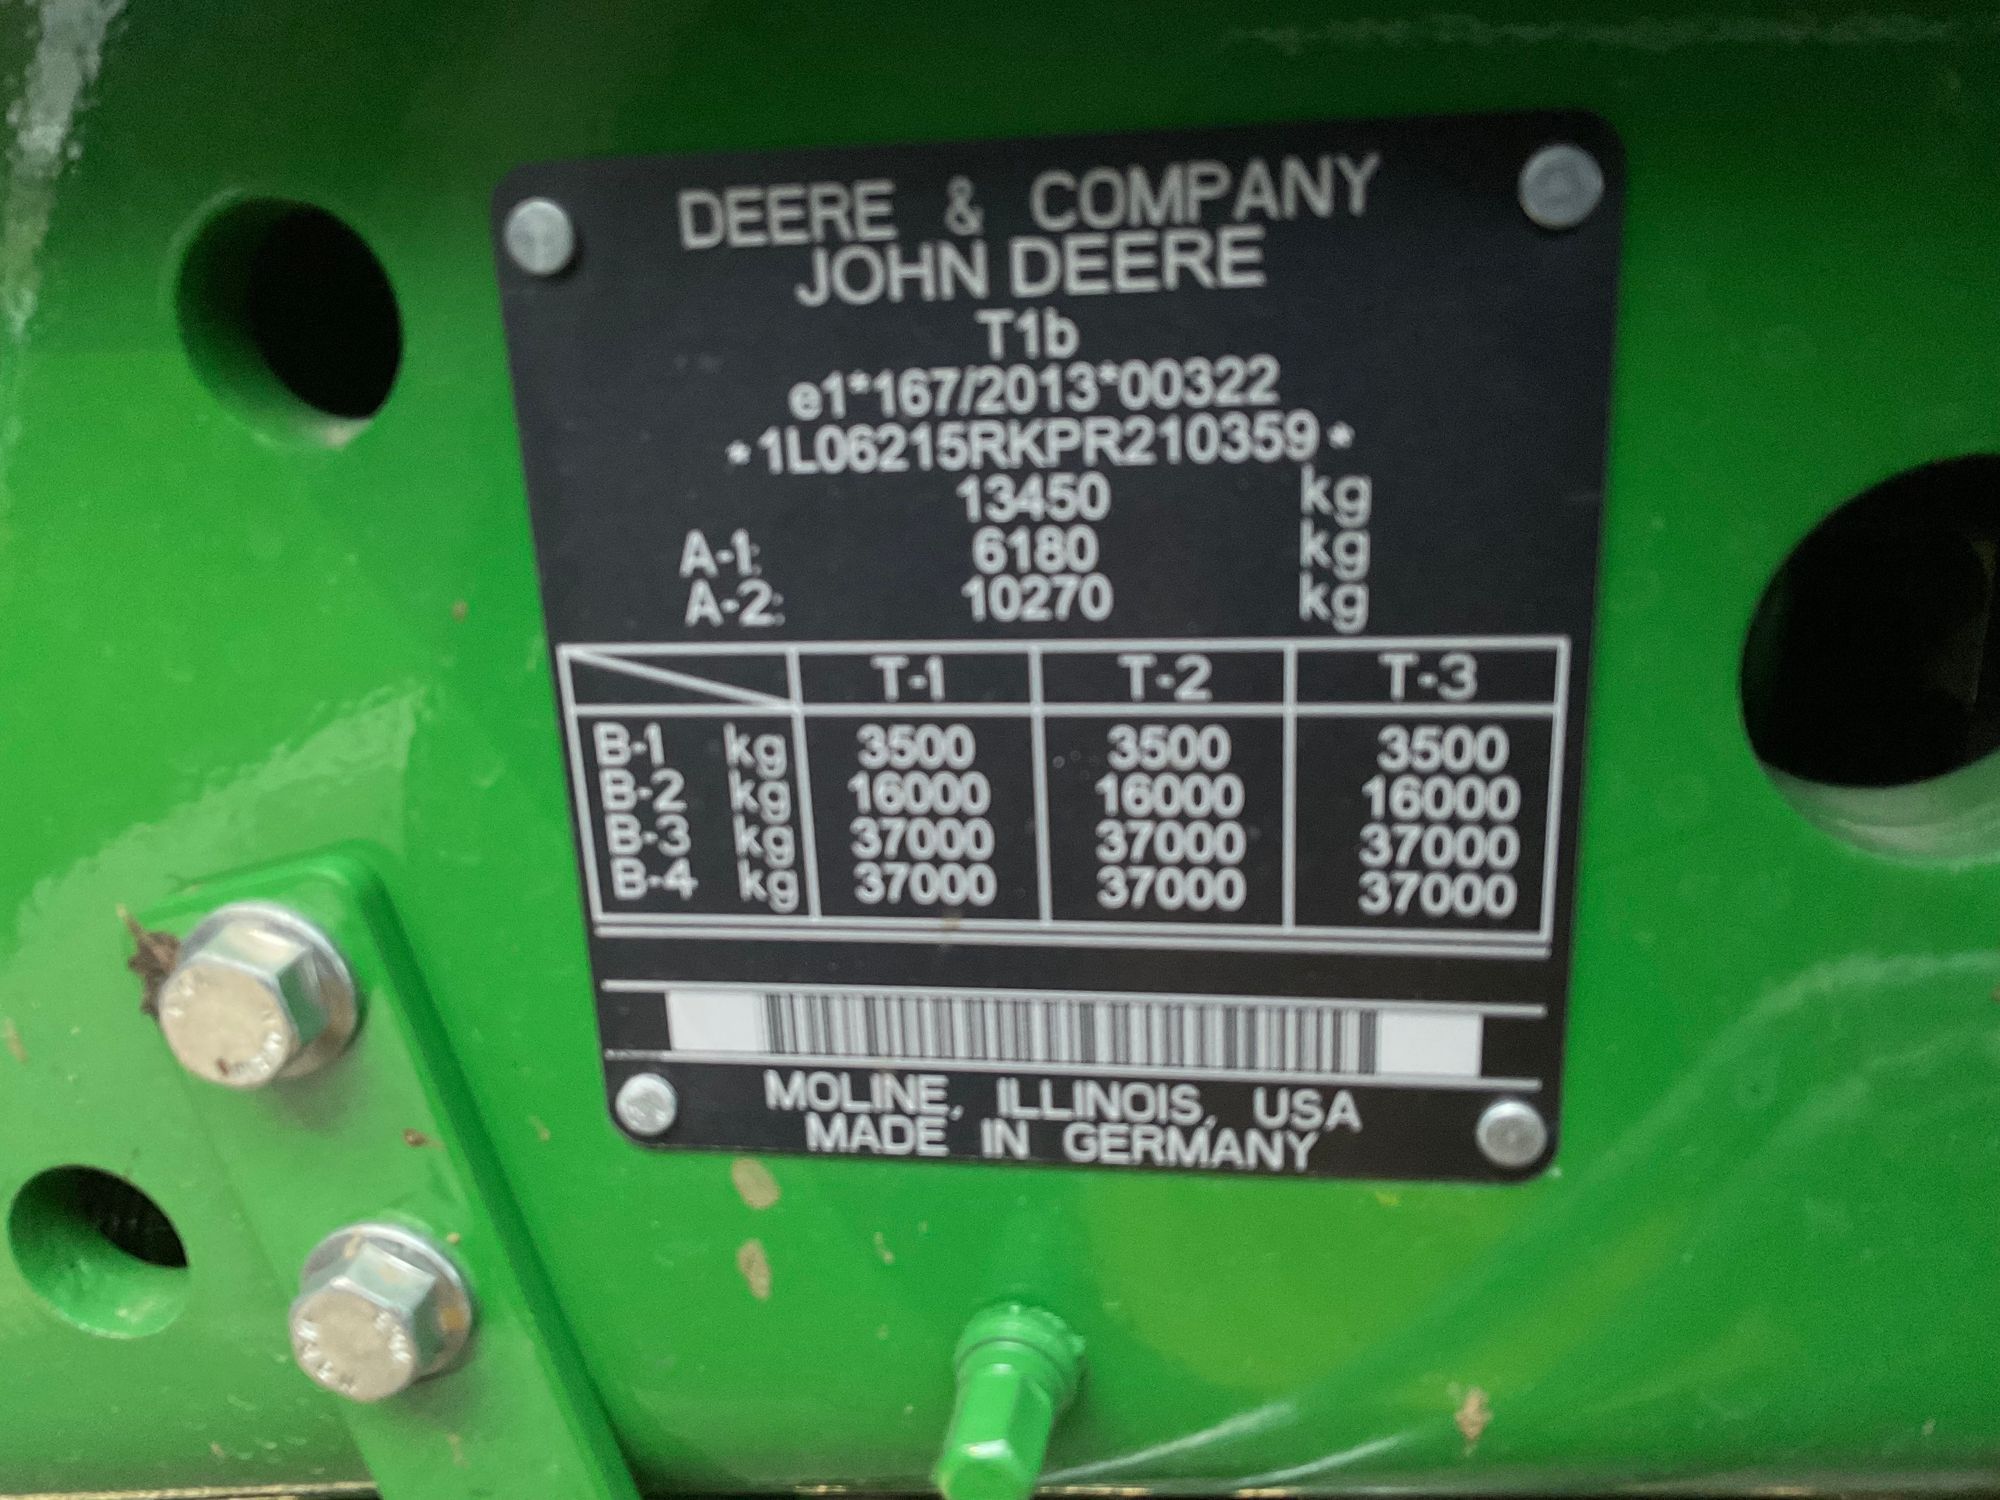 DEERE & COMPANY
JOHN DEERE
T1b
e1*167/2013*00322
*1L06215RKPR210359*
13450 kg
A-1: 6180 kg
A-2: 10270 kg
T-1 T-2 T-3
B-1 kg 3500 3500 3500
B-2 kg 16000 16000 16000
B-3 kg 37000 37000 37000
B-4 kg 37000 37000 37000
MOLINE, ILLINOIS, USA
MADE IN GERMANY